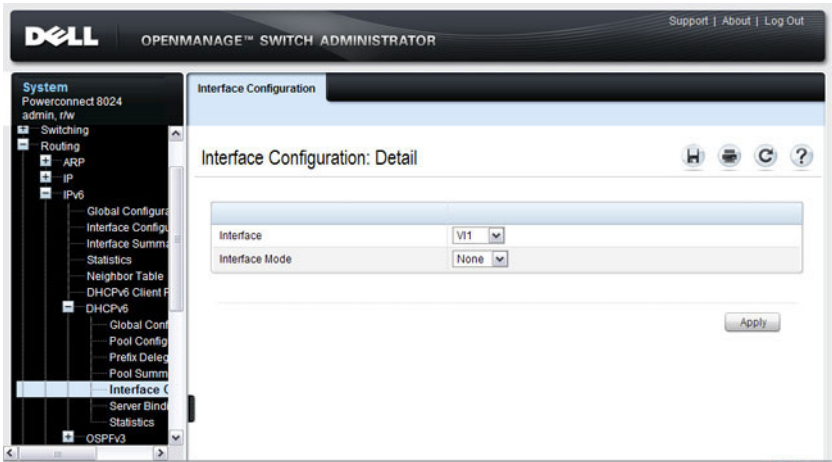 Support | About | Log Out
DELL
OPENMANAGE™ SWITCH ADMINISTRATOR
System
Powerconnect 8024
admin, r/w
Switching
Routing
ARP
IP
IPv6
Global Configura
Interface Configu
Interface Summa
Statistics
Neighbor Table
DHCPv6 Client P
DHCPv6
Global Conf
Pool Config
Prefix Deleg
Pool Summ
Interface C
Server Bindi
Statistics
OSPFv3
Interface Configuration
Interface Configuration: Detail
Interface
Vl1
Interface Mode
None
Apply